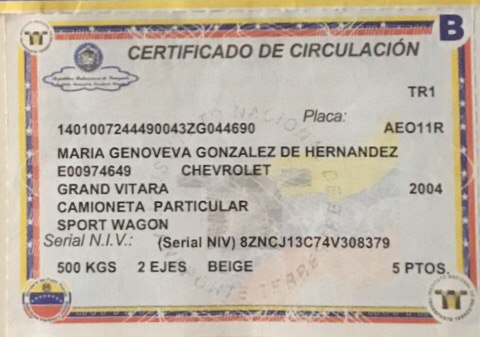 B
CERTIFICADO DE CIRCULACIÓN
República Bolivariana de Venezuela
TR1
Placa:
1401007244490043ZG044690 AEO11R
MARIA GENOVEVA GONZALEZ DE HERNANDEZ
E00974649 CHEVROLET
GRAND VITARA 2004
CAMIONETA PARTICULAR
SPORT WAGON
Serial N.I.V.: (Serial NIV) 8ZNCJ13C74V308379
500 KGS 2 EJES BEIGE 5 PTOS.